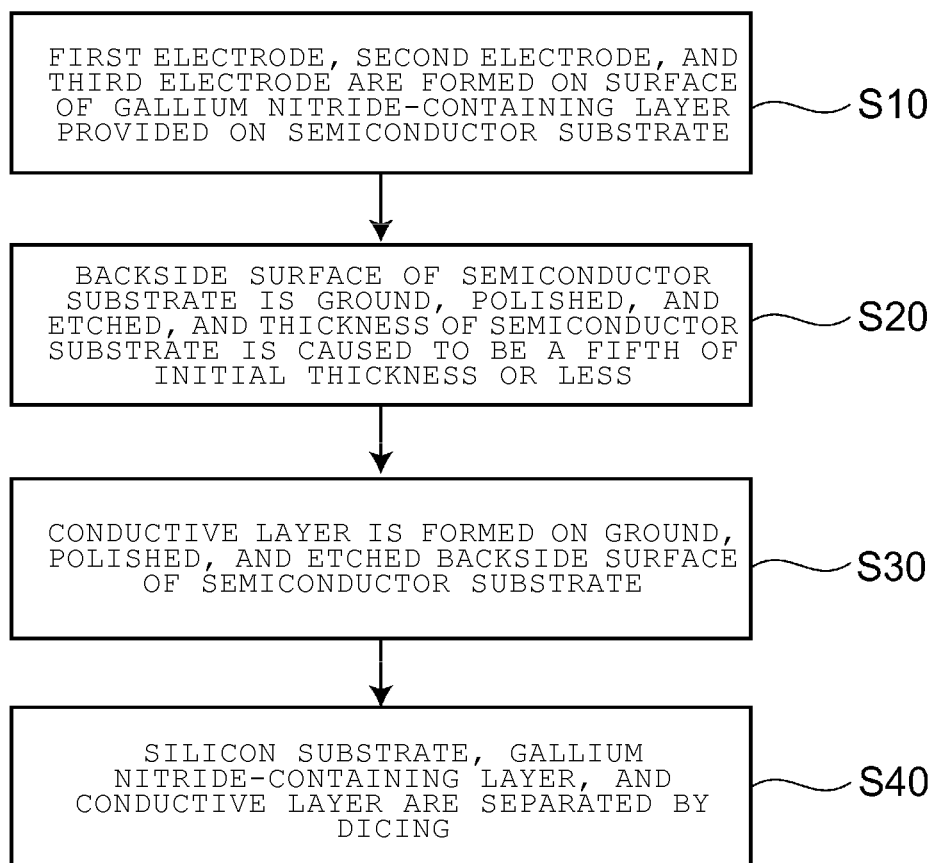 FIRST ELECTRODE, SECOND ELECTRODE, AND
THIRD ELECTRODE ARE FORMED ON SURFACE
OF GALLIUM NITRIDE-CONTAINING LAYER
PROVIDED ON SEMICONDUCTOR SUBSTRATE
S10
BACKSIDE SURFACE OF SEMICONDUCTOR
SUBSTRATE IS GROUND, POLISHED, AND
ETCHED, AND THICKNESS OF SEMICONDUCTOR
SUBSTRATE IS CAUSED TO BE A FIFTH OF
INITIAL THICKNESS OR LESS
S20
CONDUCTIVE LAYER IS FORMED ON GROUND,
POLISHED, AND ETCHED BACKSIDE SURFACE
OF SEMICONDUCTOR SUBSTRATE
S30
SILICON SUBSTRATE, GALLIUM
NITRIDE-CONTAINING LAYER, AND
CONDUCTIVE LAYER ARE SEPARATED BY
DICING
S40